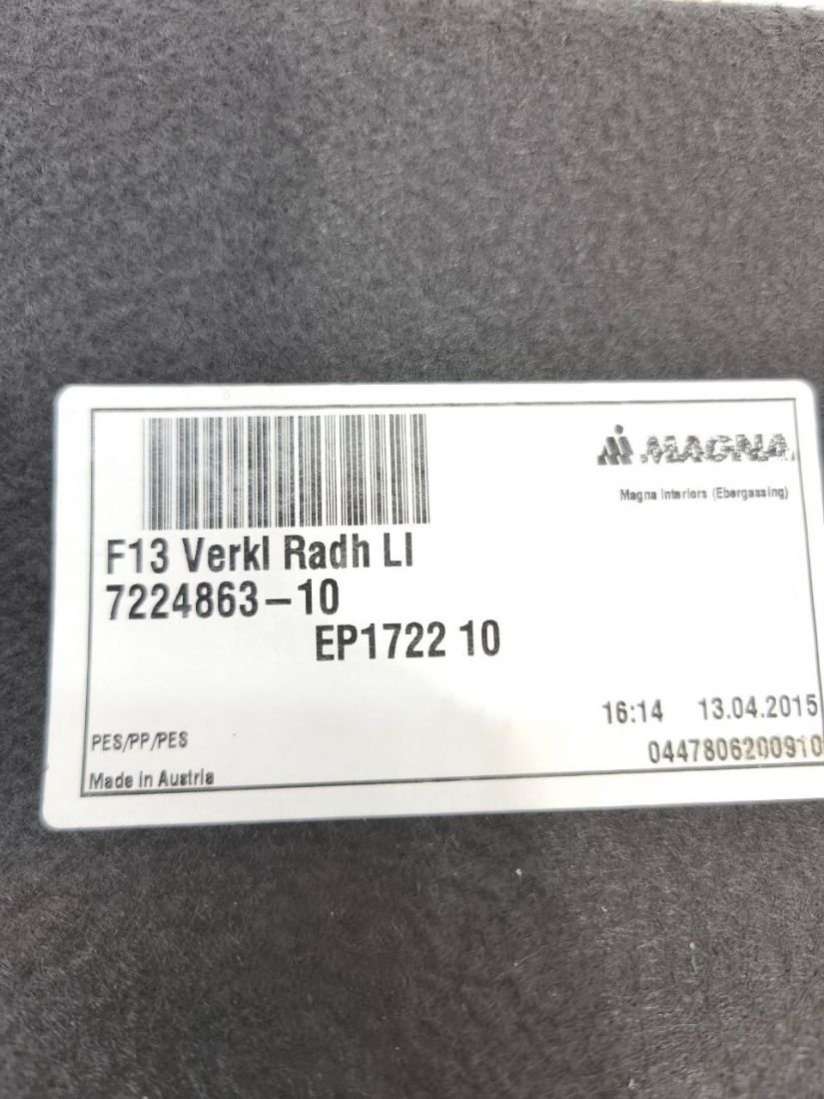 MAGNA
Magna Interiors (Ebergassing)
F13 Verkl Radh LI
7224863-10
EP1722 10
16:14 13.04.2015
PES/PP/PES
0447806200910
Made in Austria